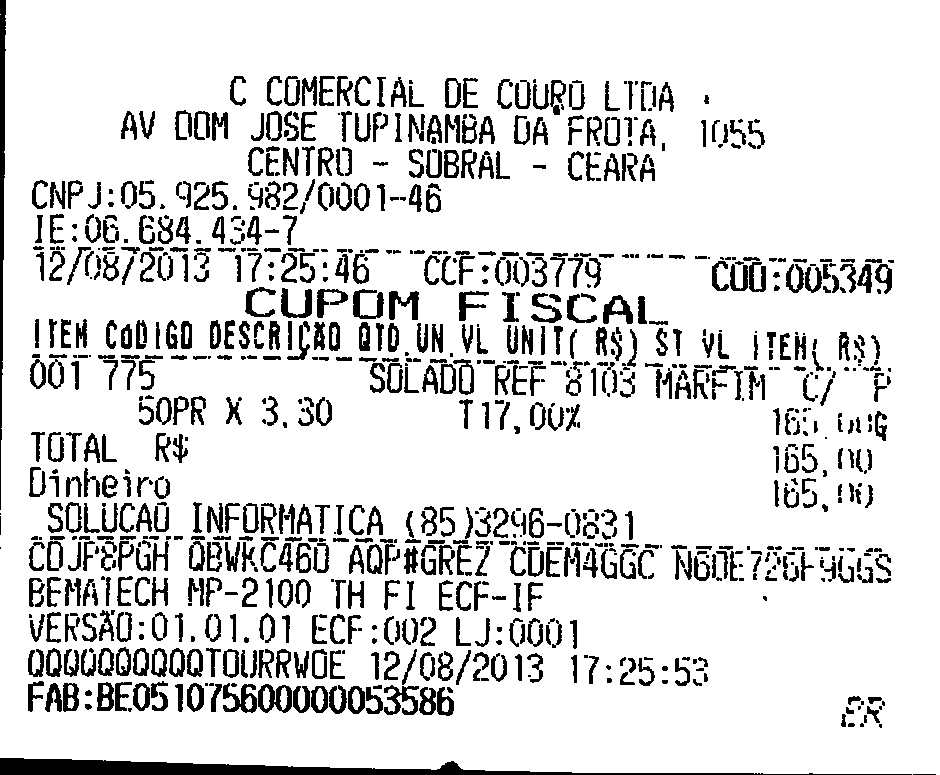 C COMERCIAL DE COURO LTDA
AV DOM JOSE TUPINAMBA DA FROTA, 1055
CENTRO - SOBRAL - CEARA
CNPJ:05.925.982/0001-46
IE:06.684.434-7
12/08/2013 17:25:46 CCF:003779 COO:005349
CUPOM FISCAL
ITEM CÓDIGO DESCRIÇÃO QTD.UN.VL UNIT( R$) ST VL ITEM( R$)
001 775 SOLADO REF 8103 MARFIM C/ P
50PR X 3,30 T17,00% 165,00G
TOTAL R$ 165,00
Dinheiro 165,00
SOLUCAO INFORMATICA (85)3296-0831
CDJP8PGH QBWKC460 AQP#GREZ CDEM4GGC N6DE726F9GGS
BEMATECH MP-2100 TH FI ECF-IF
VERSÃO:01.01.01 ECF:002 LJ:0001
QQQQQQQQQQTOURRWOE 12/08/2013 17:25:53
FAB:BE0510756000000053586
BR